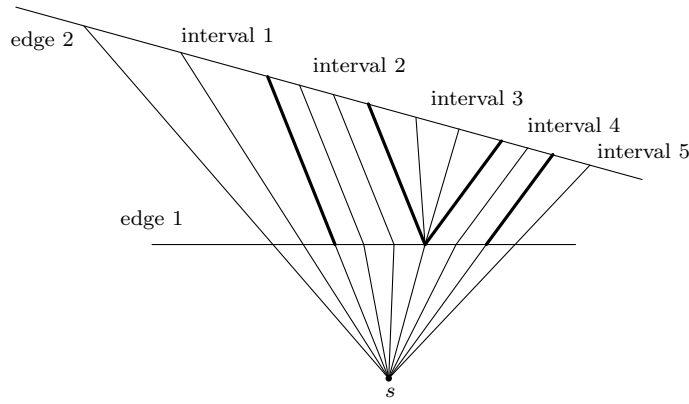 interval 1
edge 2
interval 2
interval 3
interval 4
interval 5
edge 1
s